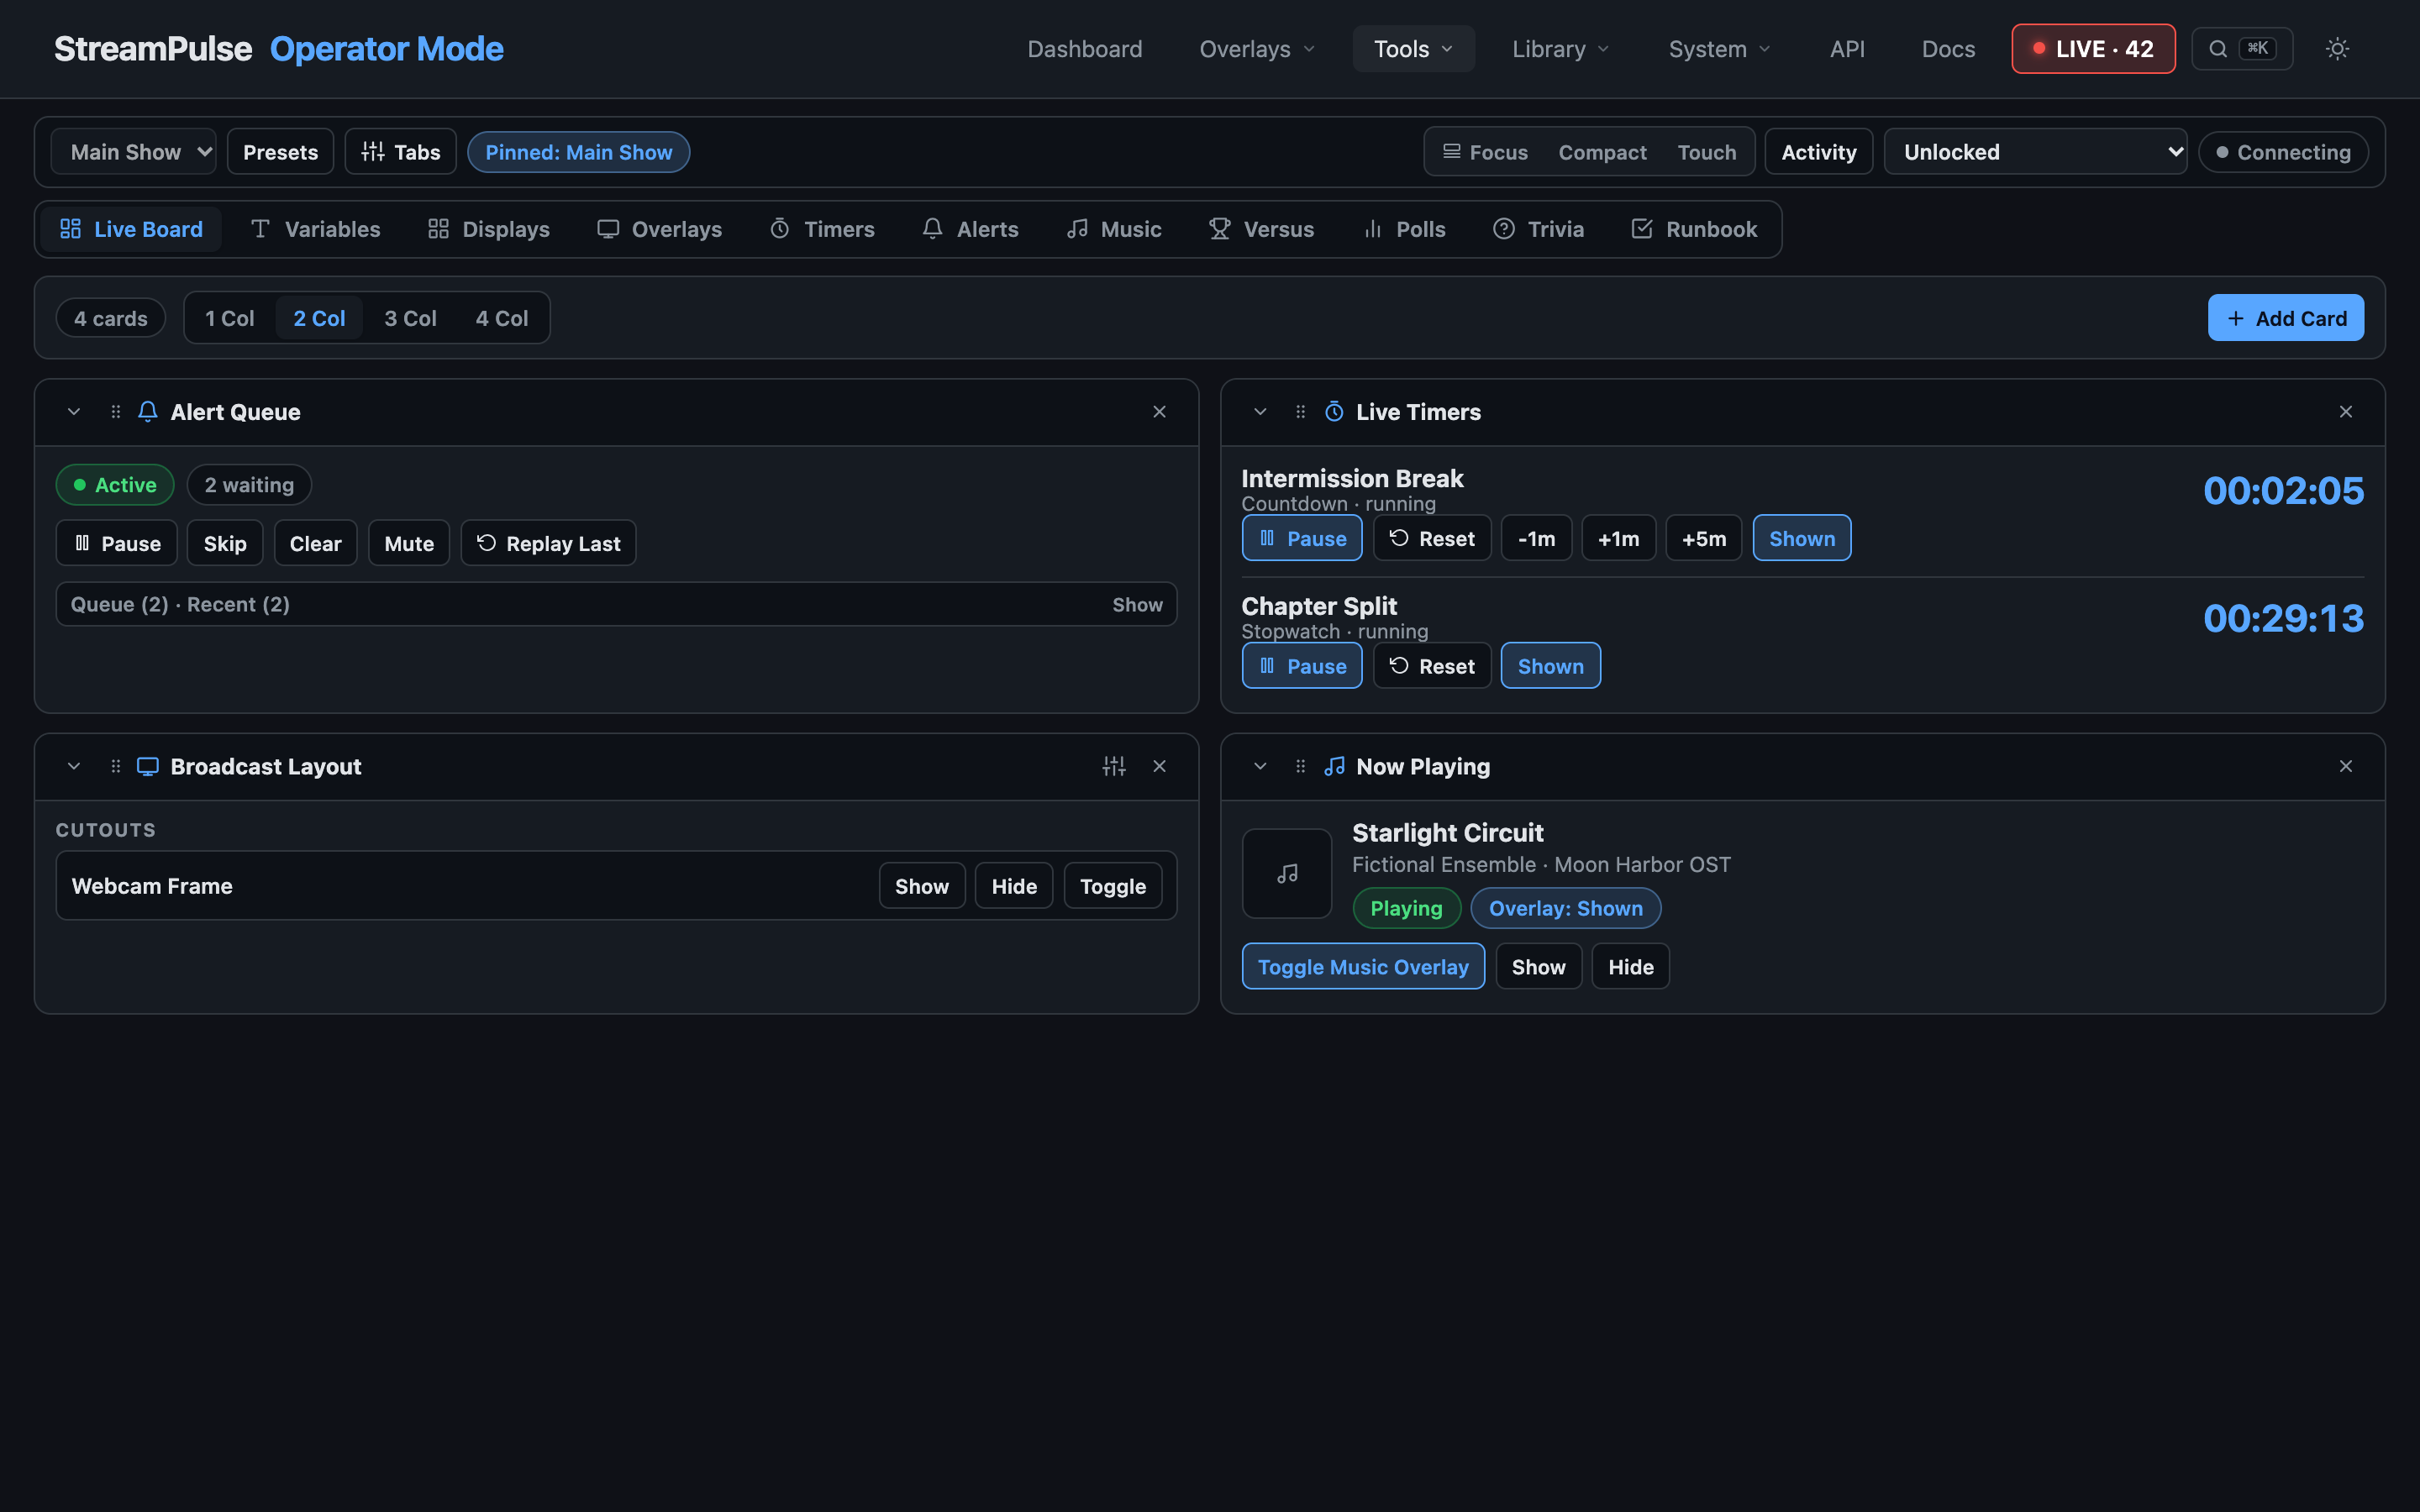 StreamPulse Operator Mode
Dashboard Overlays Tools Library System API Docs LIVE · 42 ⌘K
Main Show Presets Tabs Pinned: Main Show Focus Compact Touch Activity Unlocked Connecting
Live Board Variables Displays Overlays Timers Alerts Music Versus Polls Trivia Runbook
4 cards 1 Col 2 Col 3 Col 4 Col + Add Card
Alert Queue
Active 2 waiting
Pause Skip Clear Mute Replay Last
Queue (2) · Recent (2) Show
Live Timers
Intermission Break 00:02:05
Countdown · running
Pause Reset -1m +1m +5m Shown
Chapter Split 00:29:13
Stopwatch · running
Pause Reset Shown
Broadcast Layout
CUTOUTS
Webcam Frame Show Hide Toggle
Now Playing
Starlight Circuit
Fictional Ensemble · Moon Harbor OST
Playing Overlay: Shown
Toggle Music Overlay Show Hide